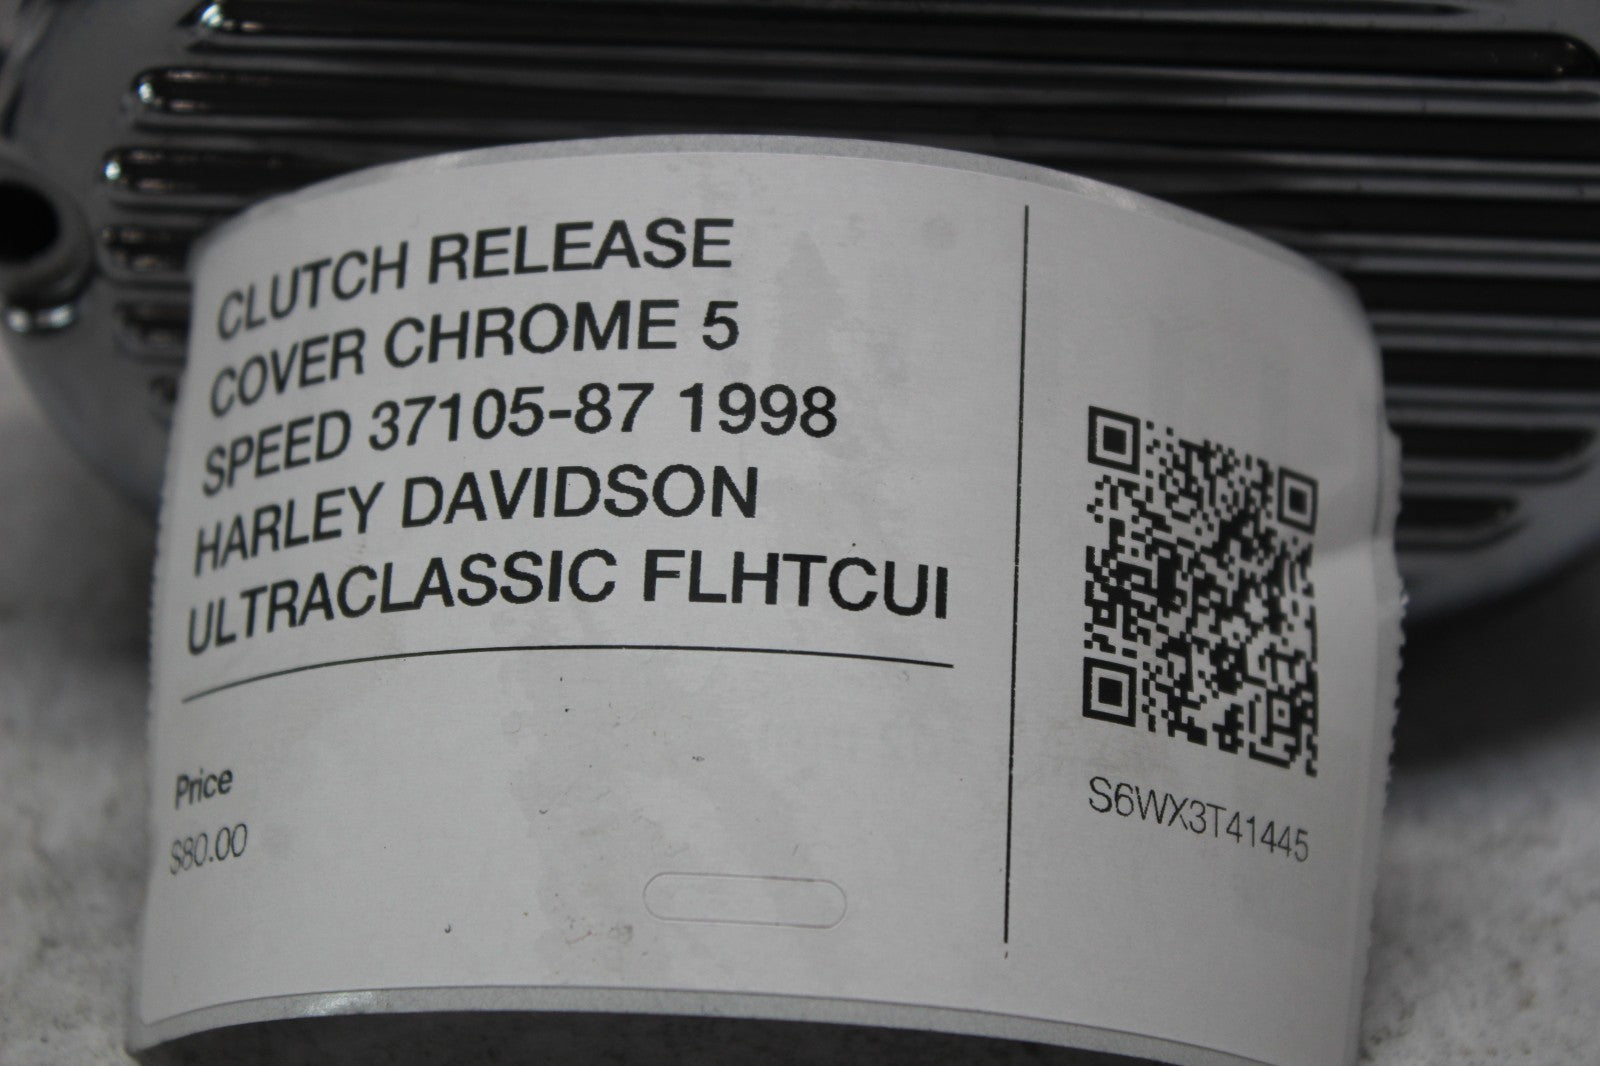 CLUTCH RELEASE
COVER CHROME 5
SPEED 37105-87 1998
HARLEY DAVIDSON
ULTRACLASSIC FLHTCUI
Price
$80.00
S6WX3T41445